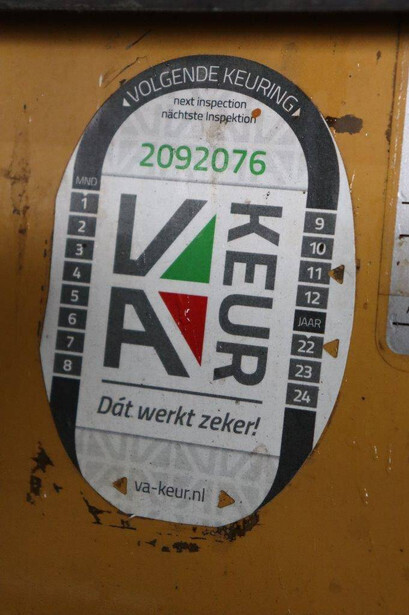 VOLGENDE KEURING
next inspection
nächtste Inspektion
2092076
MND
1
2
3
4
5
6
7
8
VA
KEUR
9
10
11
12
JAAR
22
23
24
Dát werkt zeker!
va-keur.nl